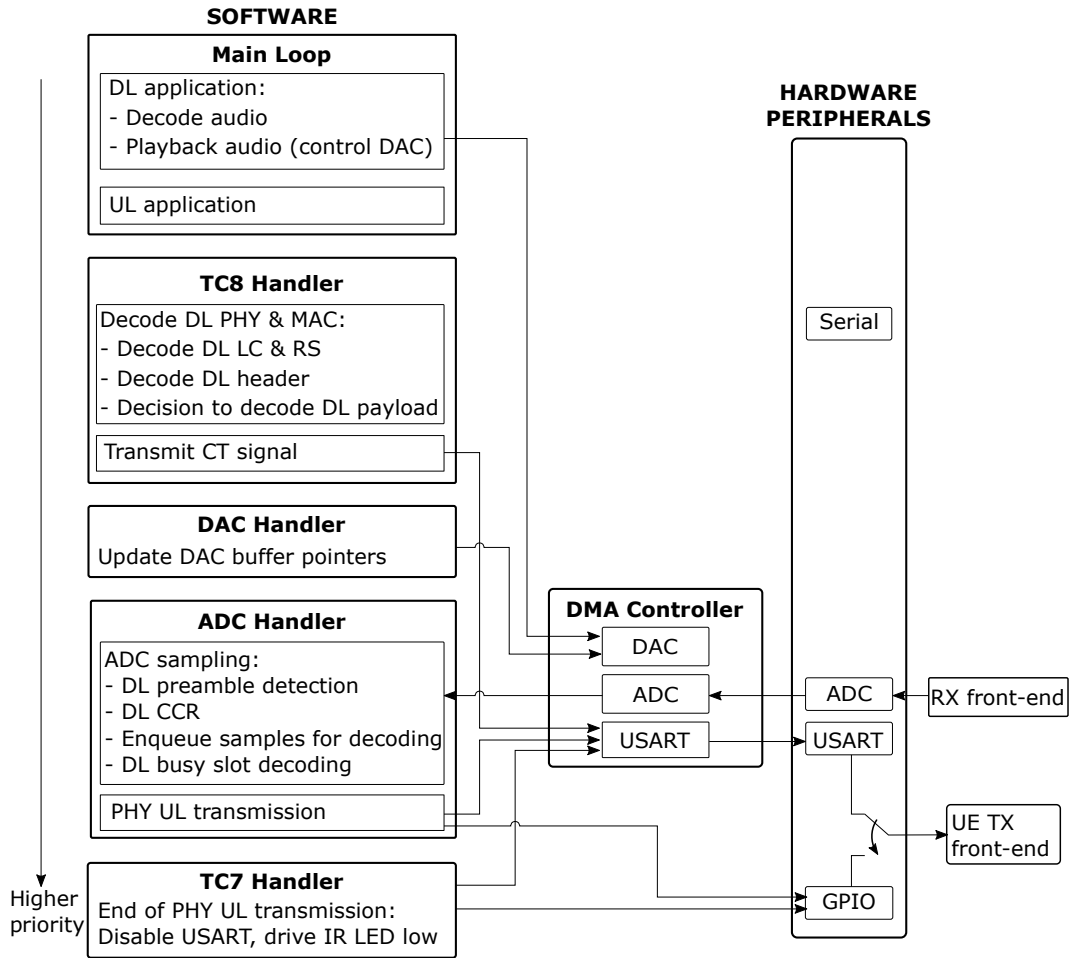 SOFTWARE
Main Loop
DL application:
- Decode audio
- Playback audio (control DAC)
UL application
TC8 Handler
Decode DL PHY & MAC:
- Decode DL LC & RS
- Decode DL header
- Decision to decode DL payload
Transmit CT signal
DAC Handler
Update DAC buffer pointers
ADC Handler
ADC sampling:
- DL preamble detection
- DL CCR
- Enqueue samples for decoding
- DL busy slot decoding
PHY UL transmission
TC7 Handler
End of PHY UL transmission:
Disable USART, drive IR LED low
Higher
priority
DMA Controller
DAC
ADC
USART
HARDWARE
PERIPHERALS
Serial
ADC
USART
GPIO
RX front-end
UE TX
front-end